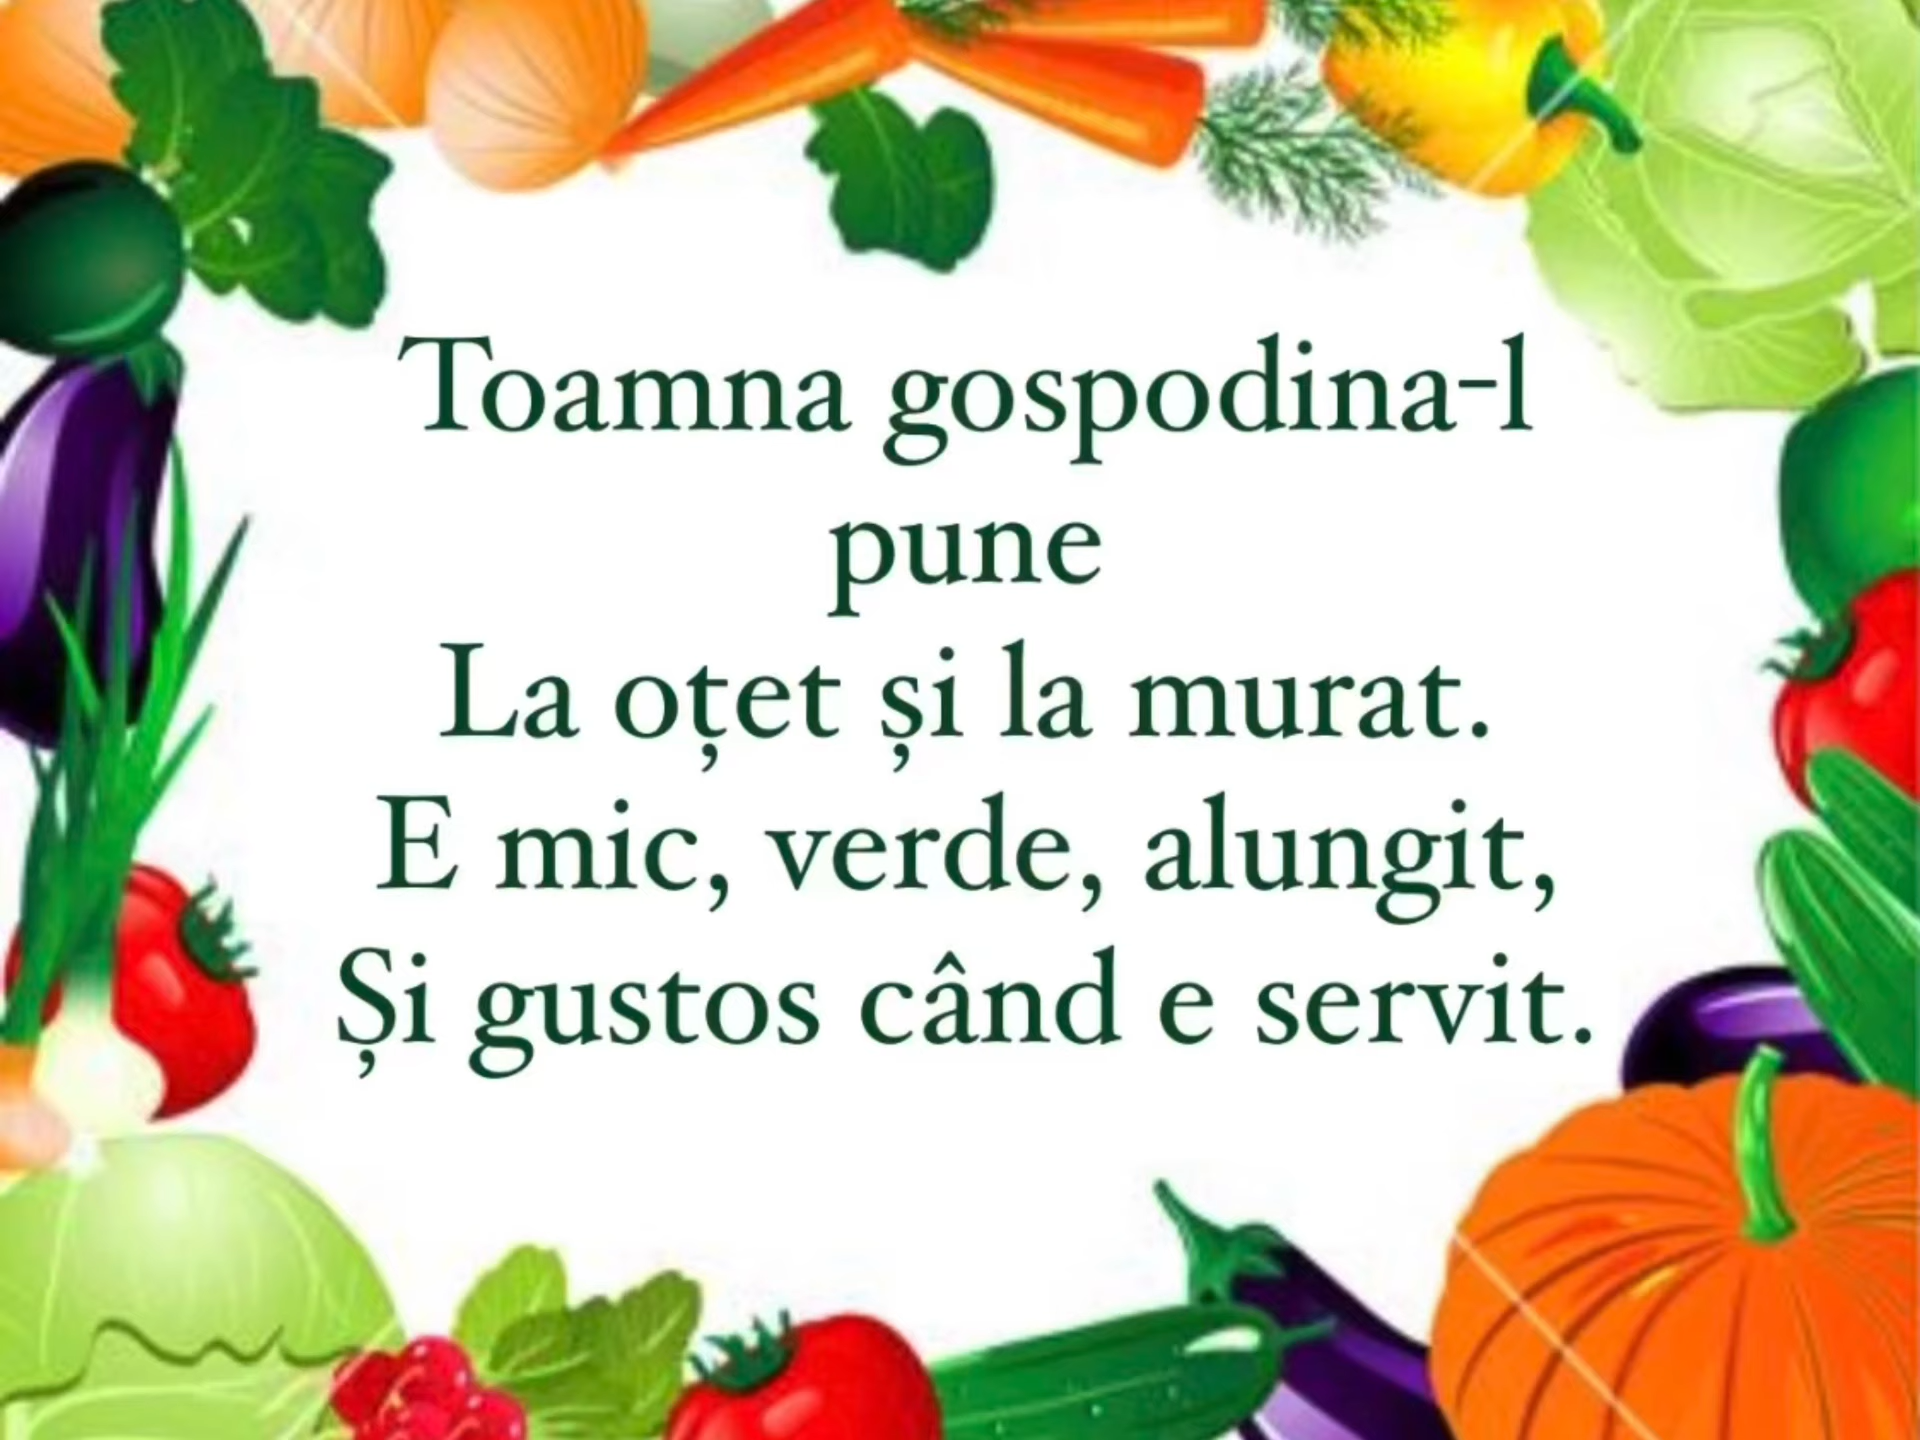 Toamna gospodina-l
pune
La oțet și la murat.
E mic, verde, alungit,
Și gustos când e servit.